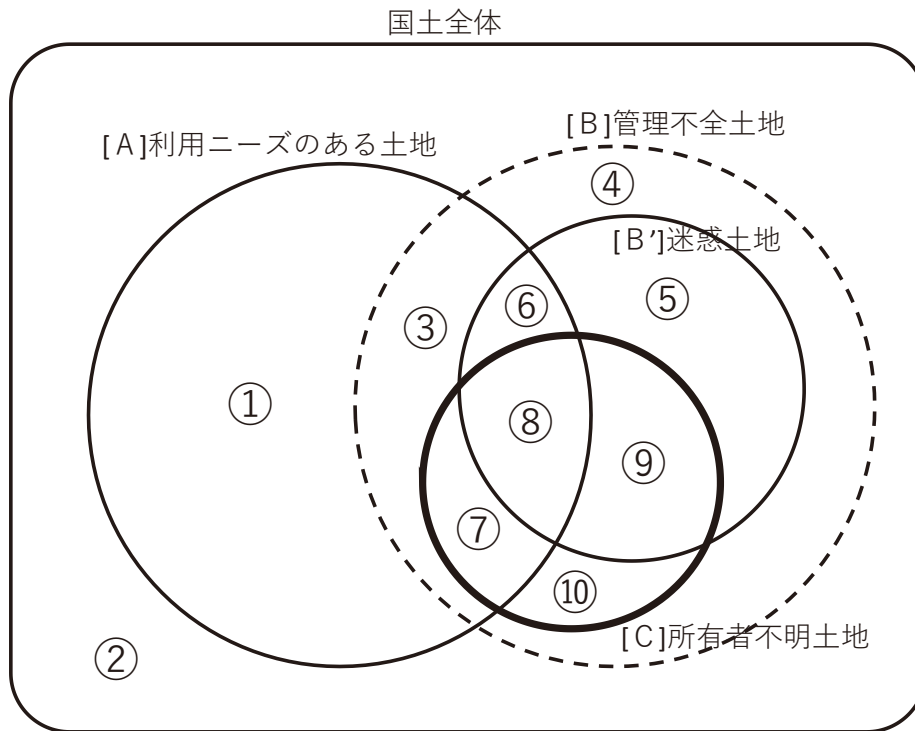 国土全体
[A]利用ニーズのある土地
[B]管理不全土地
④
[B’]迷惑土地
⑥
⑤
③
①
⑧
⑨
⑦
⑩
[C]所有者不明土地
②